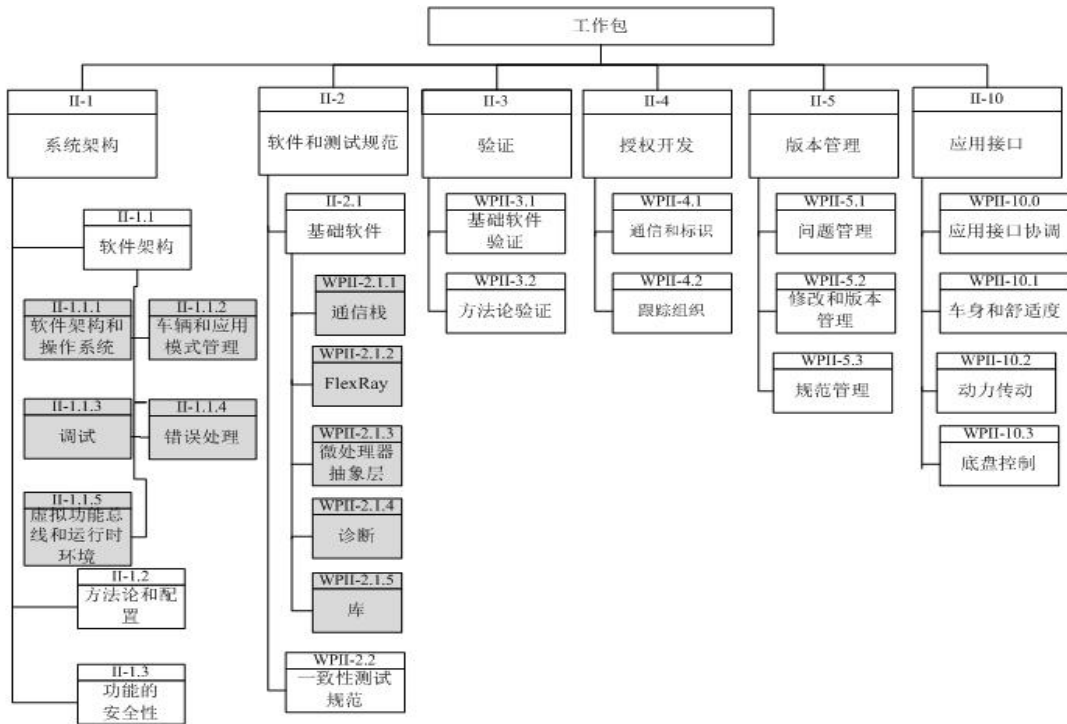 工作包
II-1
系统架构
II-1.1
软件架构
II-1.1.1
软件架构和
操作系统
II-1.1.2
车辆和应用
模式管理
II-1.1.3
调试
II-1.1.4
错误处理
II-1.1.5
虚拟功能总
线和运行时
环境
II-1.2
方法论和配
置
II-1.3
功能的
安全性
II-2
软件和测试规范
II-2.1
基础软件
WPII-2.1.1
通信栈
WPII-2.1.2
FlexRay
WPII-2.1.3
微处理器
抽象层
WPII-2.1.4
诊断
WPII-2.1.5
库
WPII-2.2
一致性测试
规范
II-3
验证
WPII-3.1
基础软件
验证
WPII-3.2
方法论验证
II-4
授权开发
WPII-4.1
通信和标识
WPII-4.2
跟踪组织
II-5
版本管理
WPII-5.1
问题管理
WPII-5.2
修改和版本
管理
WPII-5.3
规范管理
II-10
应用接口
WPII-10.0
应用接口协调
WPII-10.1
车身和舒适度
WPII-10.2
动力传动
WPII-10.3
底盘控制